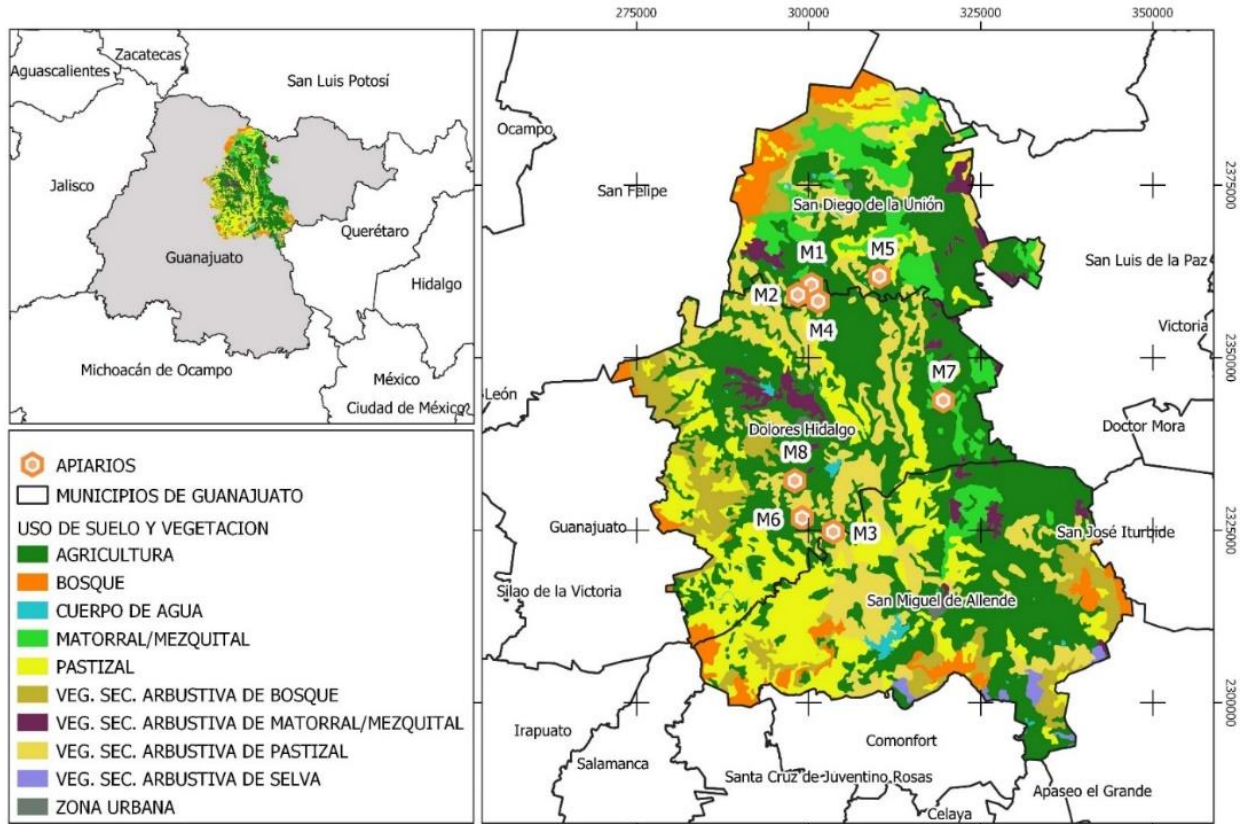 Zacatecas
Aguascalientes
San Luis Potosí
Jalisco
Querétaro
Guanajuato
Hidalgo
Michoacán de Ocampo
México
Ciudad de México
APIARIOS
MUNICIPIOS DE GUANAJUATO
USO DE SUELO Y VEGETACION
AGRICULTURA
BOSQUE
CUERPO DE AGUA
MATORRAL/MEZQUITAL
PASTIZAL
VEG. SEC. ARBUSTIVA DE BOSQUE
VEG. SEC. ARBUSTIVA DE MATORRAL/MEZQUITAL
VEG. SEC. ARBUSTIVA DE PASTIZAL
VEG. SEC. ARBUSTIVA DE SELVA
ZONA URBANA
275000 300000 325000 350000
Ocampo
San Felipe
San Diego de la Unión
2375000
M1 M5
San Luis de la Paz
M2
M4
Victoria
2350000
M7
León
Doctor Mora
Dolores Hidalgo
M8
Guanajuato
M6 M3
San José Iturbide
2325000
Silao de la Victoria
San Miguel de Allende
2300000
Irapuato
Comonfort
Salamanca
Santa Cruz de Juventino Rosas
Apaseo el Grande
Celaya